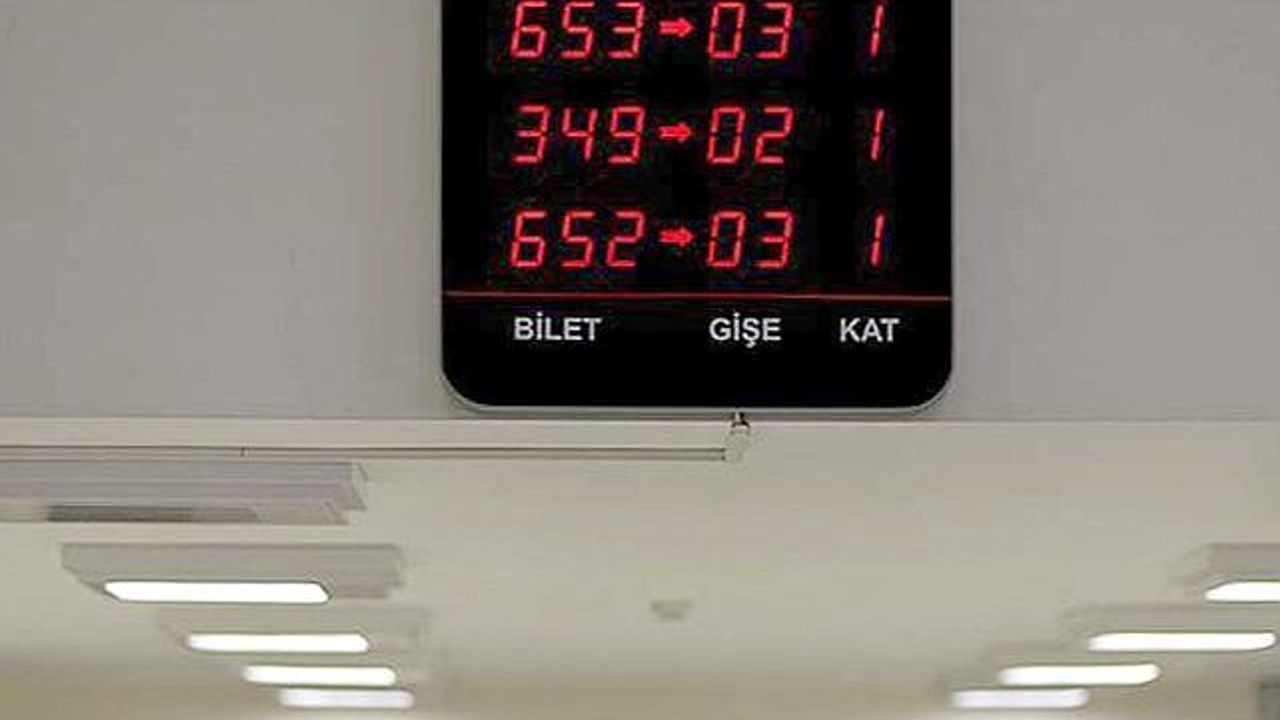 653 ⇒ 03 1
349 ⇒ 02 1
652 ⇒ 03 1
BİLET GİŞE KAT